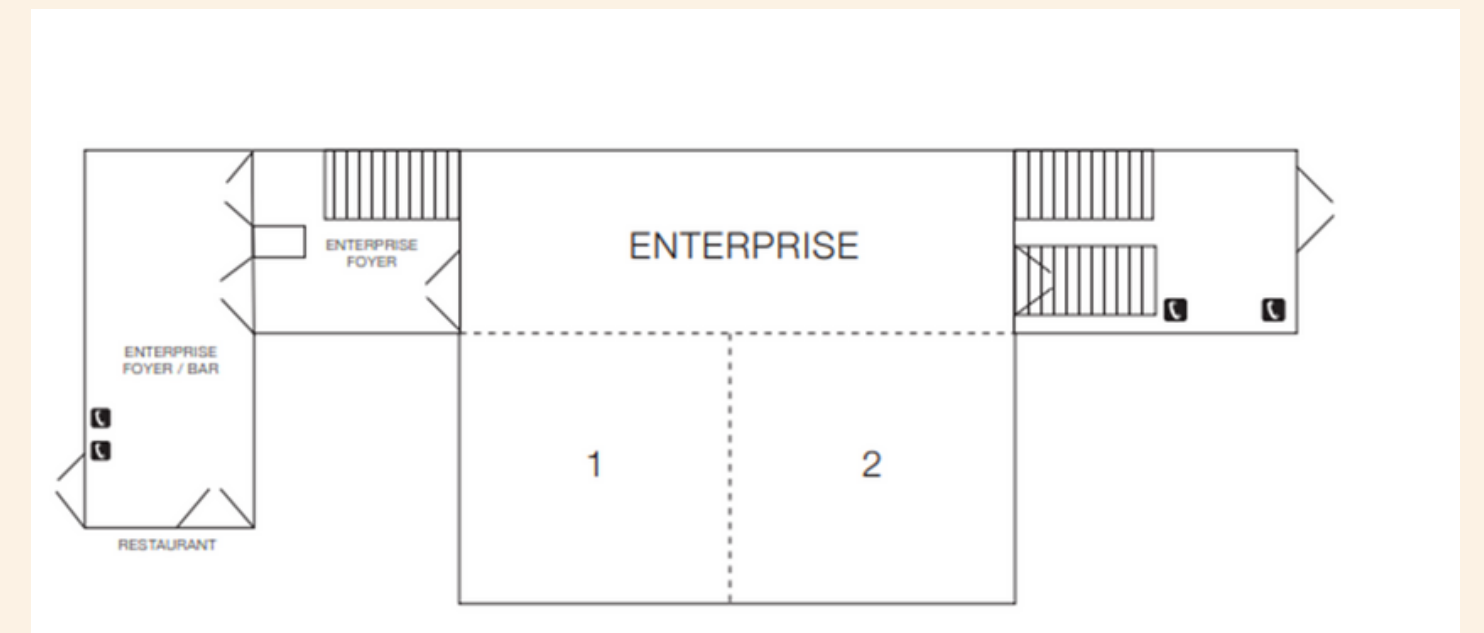 ENTERPRISE
FOYER
ENTERPRISE
ENTERPRISE
FOYER / BAR
1
2
RESTAURANT